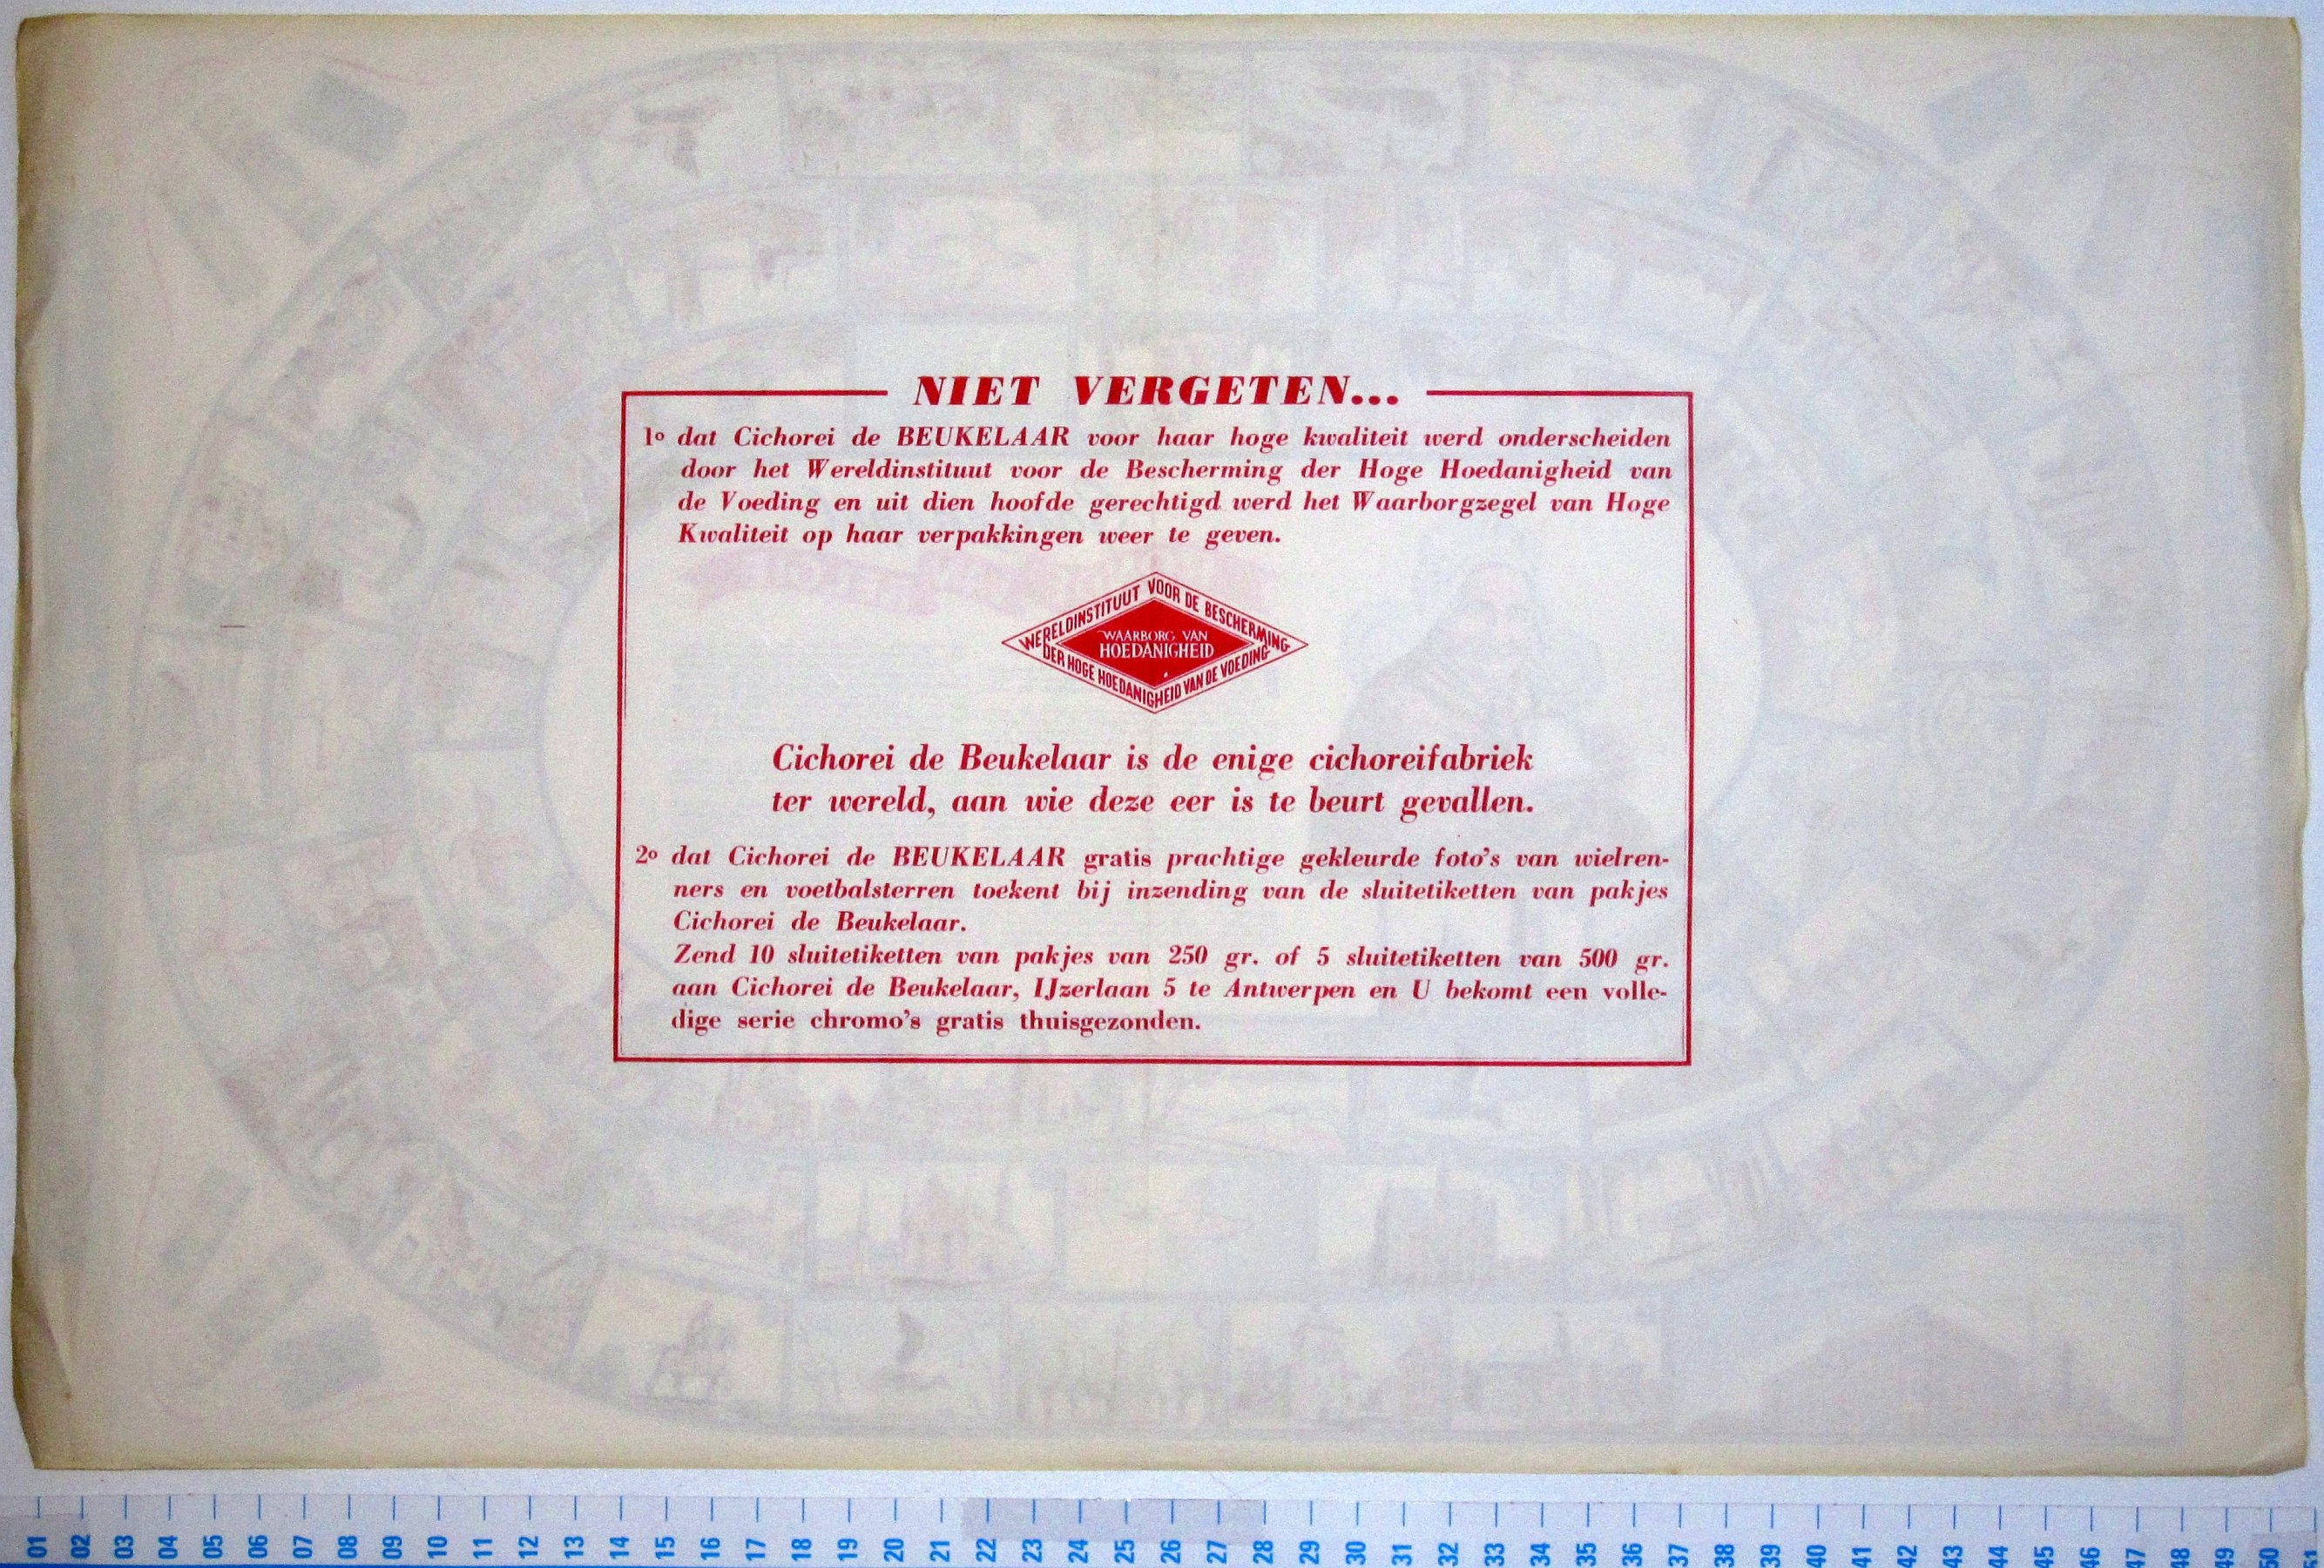 NIET VERGETEN...
1º dat Cichorei de BEUKELAAR voor haar hoge kwaliteit werd onderscheiden
door het Wereldinstituut voor de Bescherming der Hoge Hoedanigheid van
de Voeding en uit dien hoofde gerechtigd werd het Waarborgzegel van Hoge
Kwaliteit op haar verpakkingen weer te geven.
WERELDINSTITUUT VOOR DE BESCHERMING
WAARBORG VAN
HOEDANIGHEID
DER HOGE HOEDANIGHEID VAN DE VOEDING
Cichorei de Beukelaar is de enige cichoreifabriek
ter wereld, aan wie deze eer is te beurt gevallen.
2º dat Cichorei de BEUKELAAR gratis prachtige gekleurde foto's van wielren-
ners en voetbalsterren toekent bij inzending van de sluitetiketten van pakjes
Cichorei de Beukelaar.
Zend 10 sluitetiketten van pakjes van 250 gr. of 5 sluitetiketten van 500 gr.
aan Cichorei de Beukelaar, IJzerlaan 5 te Antwerpen en U bekomt een volle-
dige serie chromo's gratis thuisgezonden.
01 02 03 04 05 06 07 08 09 10 11 12 13 14 15 16 17 18 19 20 21 22 23 24 25 26 27 28 29 30 31 32 33 34 35 36 37 38 39 40 41 42 43 44 45 46 47 48 49 50